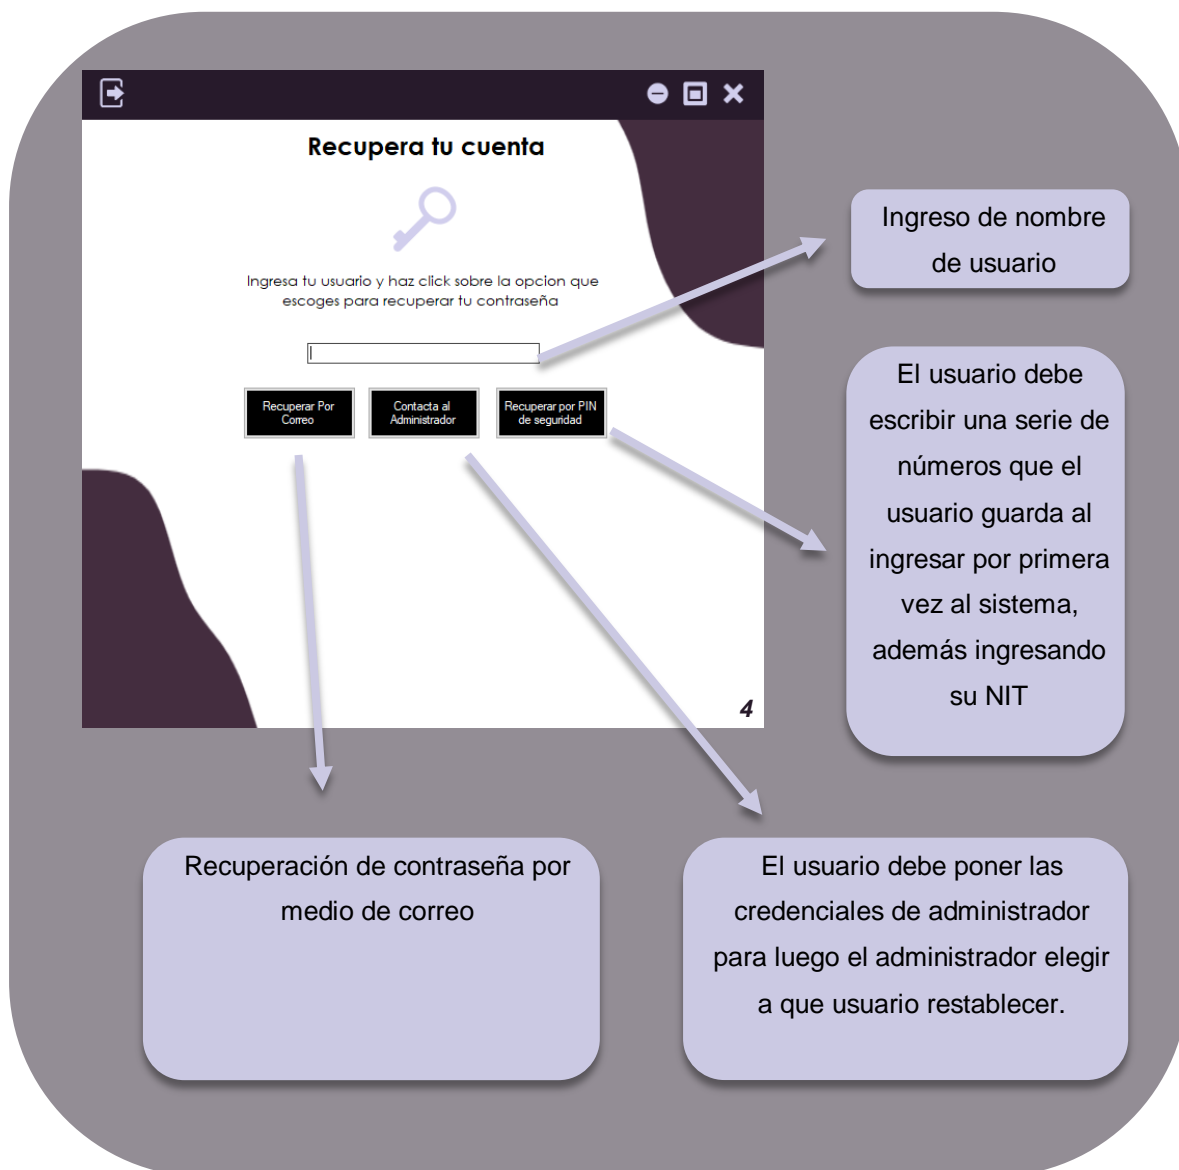 Recupera tu cuenta
Ingresa tu usuario y haz click sobre la opcion que
escoges para recuperar tu contraseña
Recuperar Por
Correo
Contacta al
Administrador
Recuperar por PIN
de seguridad
4
Ingreso de nombre
de usuario
El usuario debe
escribir una serie de
números que el
usuario guarda al
ingresar por primera
vez al sistema,
además ingresando
su NIT
Recuperación de contraseña por
medio de correo
El usuario debe poner las
credenciales de administrador
para luego el administrador elegir
a que usuario restablecer.